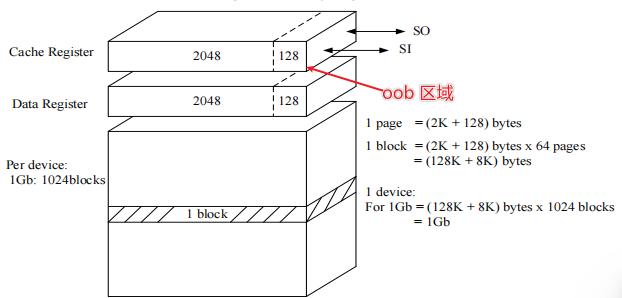 SO
SI
Cache Register
2048
128
oob 区域
Data Register
2048
128
1 page = (2K + 128) bytes
1 block = (2K + 128) bytes x 64 pages
= (128K + 8K) bytes
Per device:
1Gb: 1024blocks
1 device:
For 1Gb = (128K + 8K) bytes x 1024 blocks
= 1Gb
1 block